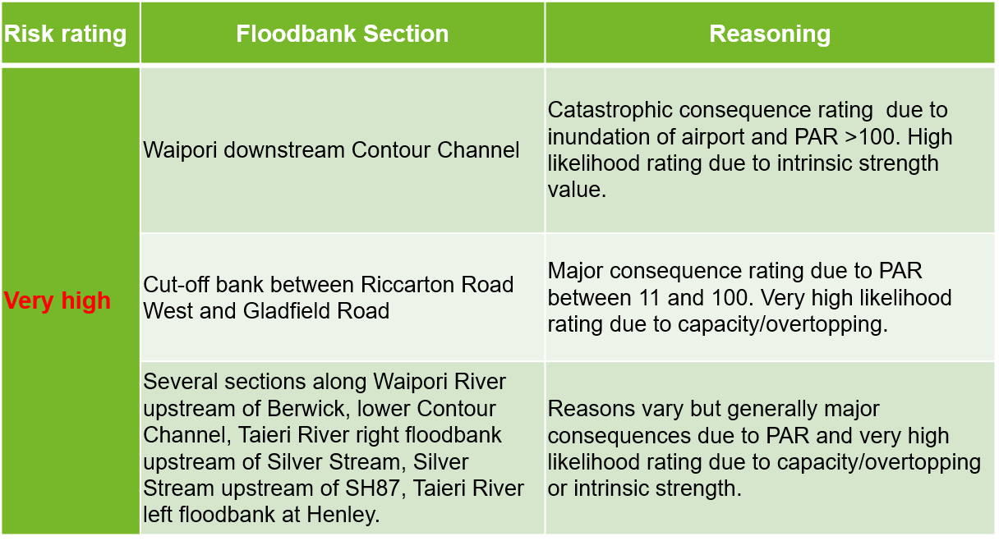 Risk rating
Floodbank Section
Reasoning
Very high
Waipori downstream Contour Channel
Catastrophic consequence rating  due to
inundation of airport and PAR >100. High
likelihood rating due to intrinsic strength
value.
Cut-off bank between Riccarton Road
West and Gladfield Road
Major consequence rating due to PAR
between 11 and 100. Very high likelihood
rating due to capacity/overtopping.
Several sections along Waipori River
upstream of Berwick, lower Contour
Channel, Taieri River right floodbank
upstream of Silver Stream, Silver
Stream upstream of SH87, Taieri River
left floodbank at Henley.
Reasons vary but generally major
consequences due to PAR and very high
likelihood rating due to capacity/overtopping
or intrinsic strength.